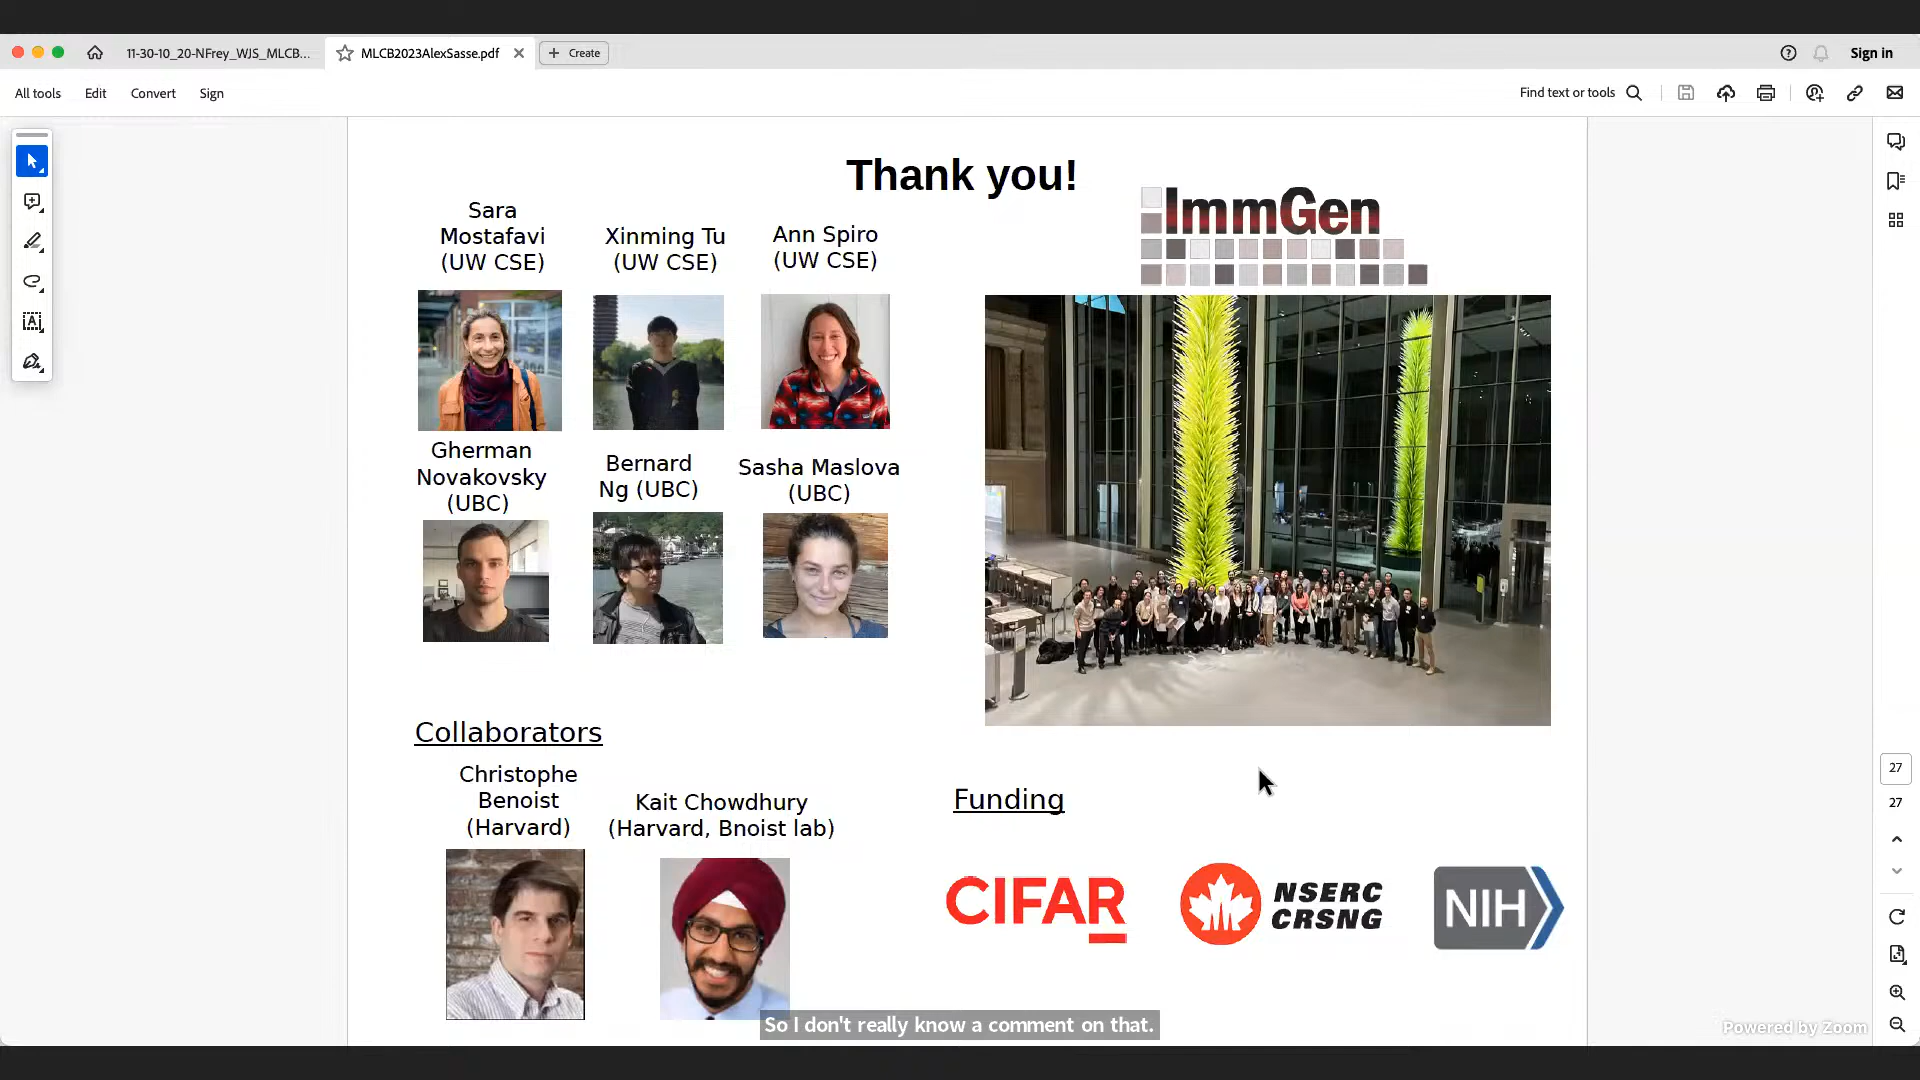 11-30-10_20-NFrey_WJS_MLCB...
MLCB2023AlexSasse.pdf
Create
Sign in
All tools
Edit
Convert
Sign
Find text or tools
Thank you!
ImmGen
Sara
Mostafavi
(UW CSE)
Xinming Tu
(UW CSE)
Ann Spiro
(UW CSE)
Gherman
Novakovsky
(UBC)
Bernard
Ng (UBC)
Sasha Maslova
(UBC)
Collaborators
Christophe
Benoist
(Harvard)
Kait Chowdhury
(Harvard, Bnoist lab)
Funding
CIFAR
NSERC
CRSNG
NIH
27
27
So I don't really know a comment on that.
Powered by Zoom